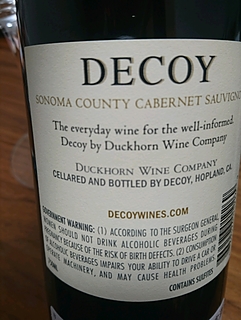 DECOY
SONOMA COUNTY CABERNET SAUVIGNO
The everyday wine for the well-informed
Decoy by Duckhorn Wine Company
DUCKHORN WINE COMPANY
CELLARED AND BOTTLED BY DECOY, HOPLAND, CA.
DECOYWINES.COM
GOVERNMENT WARNING: (1) ACCORDING TO THE SURGEON GENERAL,
WOMEN SHOULD NOT DRINK ALCOHOLIC BEVERAGES DURING
PREGNANCY BECAUSE OF THE RISK OF BIRTH DEFECTS. (2) CONSUMPTION
ALCOHOLIC BEVERAGES IMPAIRS YOUR ABILITY TO DRIVE A CAR OR
MACHINERY, AND MAY CAUSE HEALTH PROBLEMS
CONTAINS SULFITES